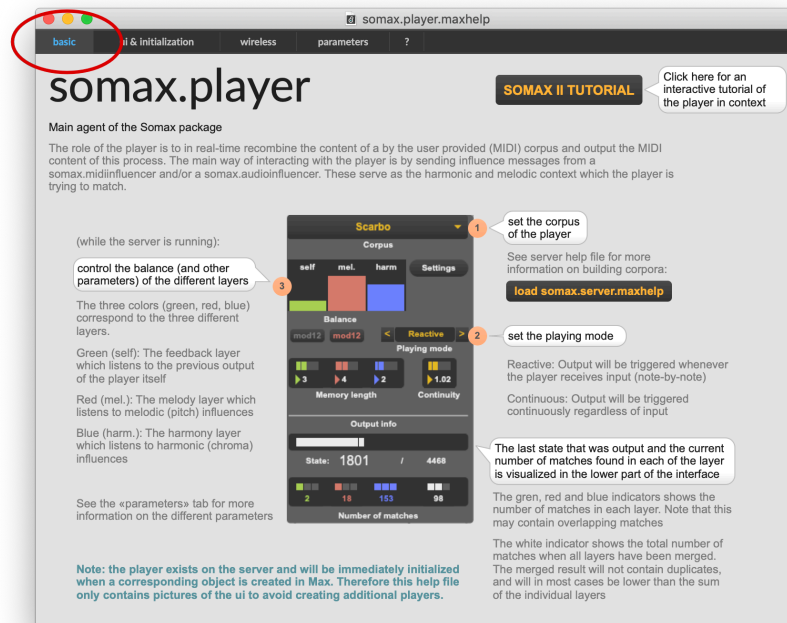 somax.player.maxhelp
basic
ui & initialization
wireless
parameters
?
somax.player
SOMAX II TUTORIAL
Click here for an
interactive tutorial of
the player in context
Main agent of the Somax package
The role of the player is to in real-time recombine the content of a by the user provided (MIDI) corpus and output the MIDI
content of this process. The main way of interacting with the player is by sending influence messages from a
somax.midiinfluencer and/or a somax.audioinfluencer. These serve as the harmonic and melodic context which the player is
trying to match.
(while the server is running):
control the balance (and other
parameters) of the different layers
3
The three colors (green, red, blue)
correspond to the three different
layers.
Green (self): The feedback layer
which listens to the previous output
of the player itself
Red (mel.): The melody layer which
listens to melodic (pitch) influences
Blue (harm.): The harmony layer
which listens to harmonic (chroma)
influences
See the «parameters» tab for more
information on the different parameters
Scarbo
Corpus
self mel. harm Settings
Balance
mod12 mod12 < Reactive >
Playing mode
3 4 2 1.02
Memory length Continuity
Output info
State: 1801 / 4468
2 18 153 98
Number of matches
1
set the corpus
of the player
See server help file for more
information on building corpora:
load somax.server.maxhelp
2
set the playing mode
Reactive: Output will be triggered whenever
the player receives input (note-by-note)
Continuous: Output will be triggered
continuously regardless of input
The last state that was output and the current
number of matches found in each of the layer
is visualized in the lower part of the interface
The gren, red and blue indicators shows the
number of matches in each layer. Note that this
may contain overlapping matches
The white indicator shows the total number of
matches when all layers have been merged.
The merged result will not contain duplicates,
and will in most cases be lower than the sum
of the individual layers
Note: the player exists on the server and will be immediately initialized
when a corresponding object is created in Max. Therefore this help file
only contains pictures of the ui to avoid creating additional players.